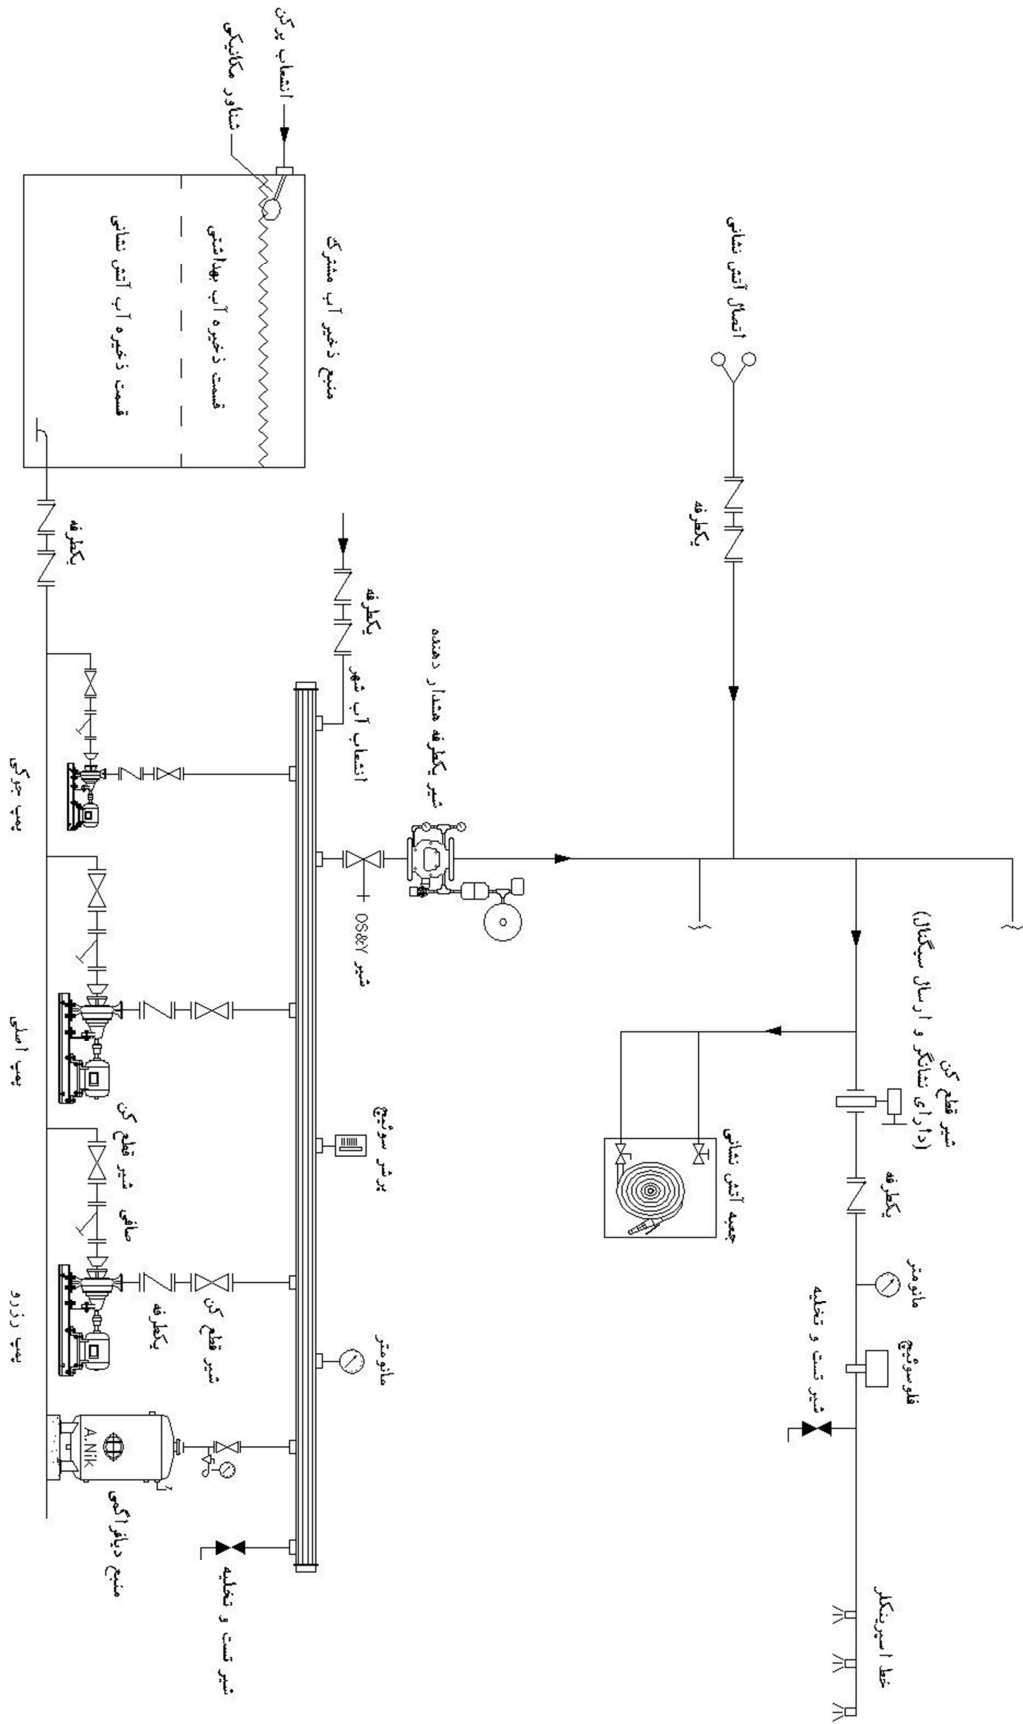 انشعاب پرکن
شناور مکانیکی
منبع ذخیر آب مشترک
قسمت ذخیره آب بهداشتی
قسمت ذخیره آب آتش نشانی
اتصال آتش نشانی
یکطرفه
یکطرفه
یکطرفه
انشعاب آب شهر
شیر یکطرفه هشدار دهنده
شیر OS&Y
پمپ جوکی
پمپ اصلی
شیر قطع کن
صافی
پمپ رزرو
یکطرفه
شیر قطع کن
پرشر سوئیچ
مانومتر
A.Nik
منبع دیافراگمی
شیر تست و تخلیه
شیر قطع کن
(دارای نشانگر و ارسال سیگنال)
یکطرفه
جعبه آتش نشانی
مانومتر
فلوسوئیچ
شیر تست و تخلیه
خط اسپرینکلر